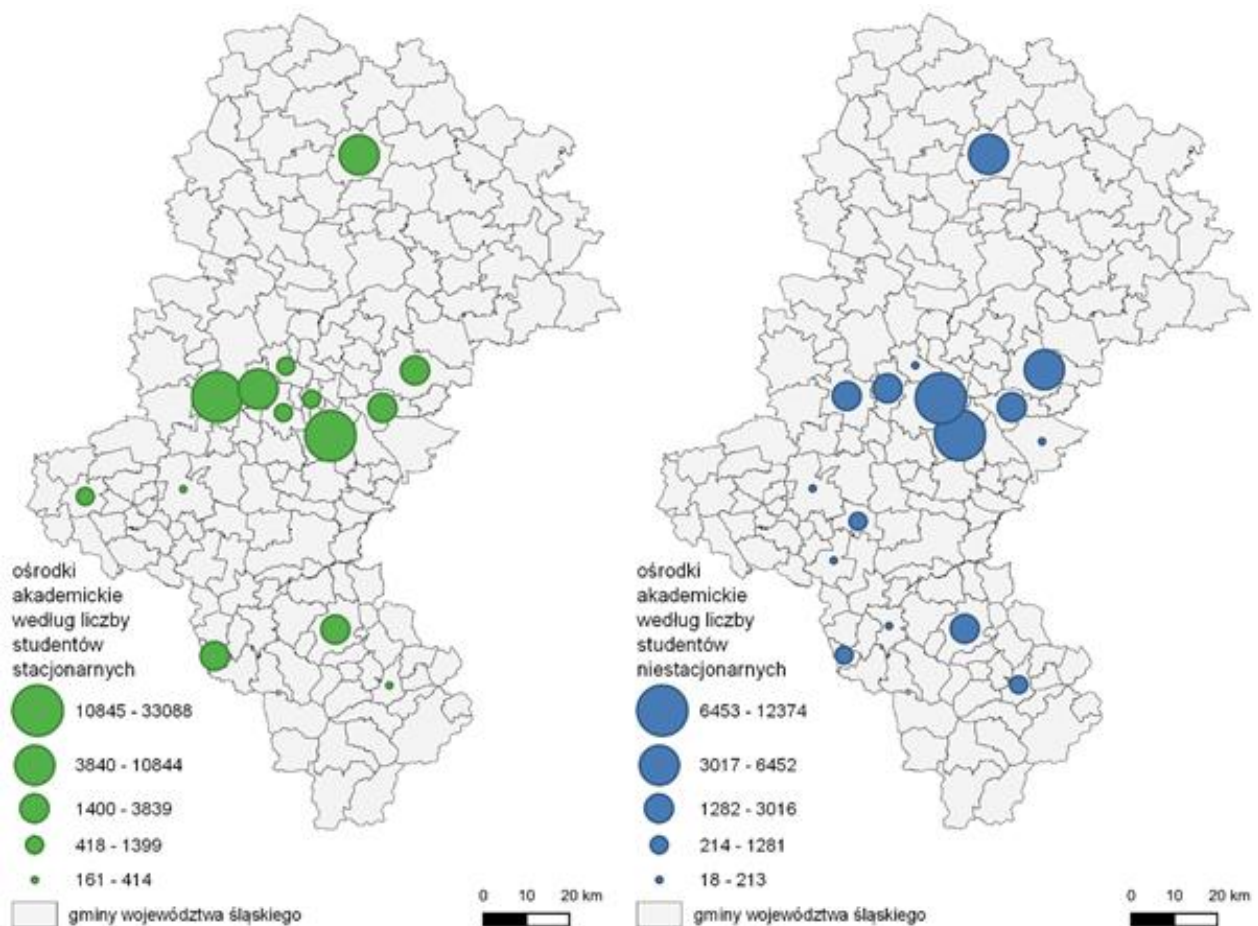 ośrodki
akademickie
według liczby
studentów
stacjonarnych
10845 - 33088
3840 - 10844
1400 - 3839
418 - 1399
161 - 414
gminy województwa śląskiego
0 10 20 km
ośrodki
akademickie
według liczby
studentów
niestacjonarnych
6453 - 12374
3017 - 6452
1282 - 3016
214 - 1281
18 - 213
gminy województwa śląskiego
0 10 20 km